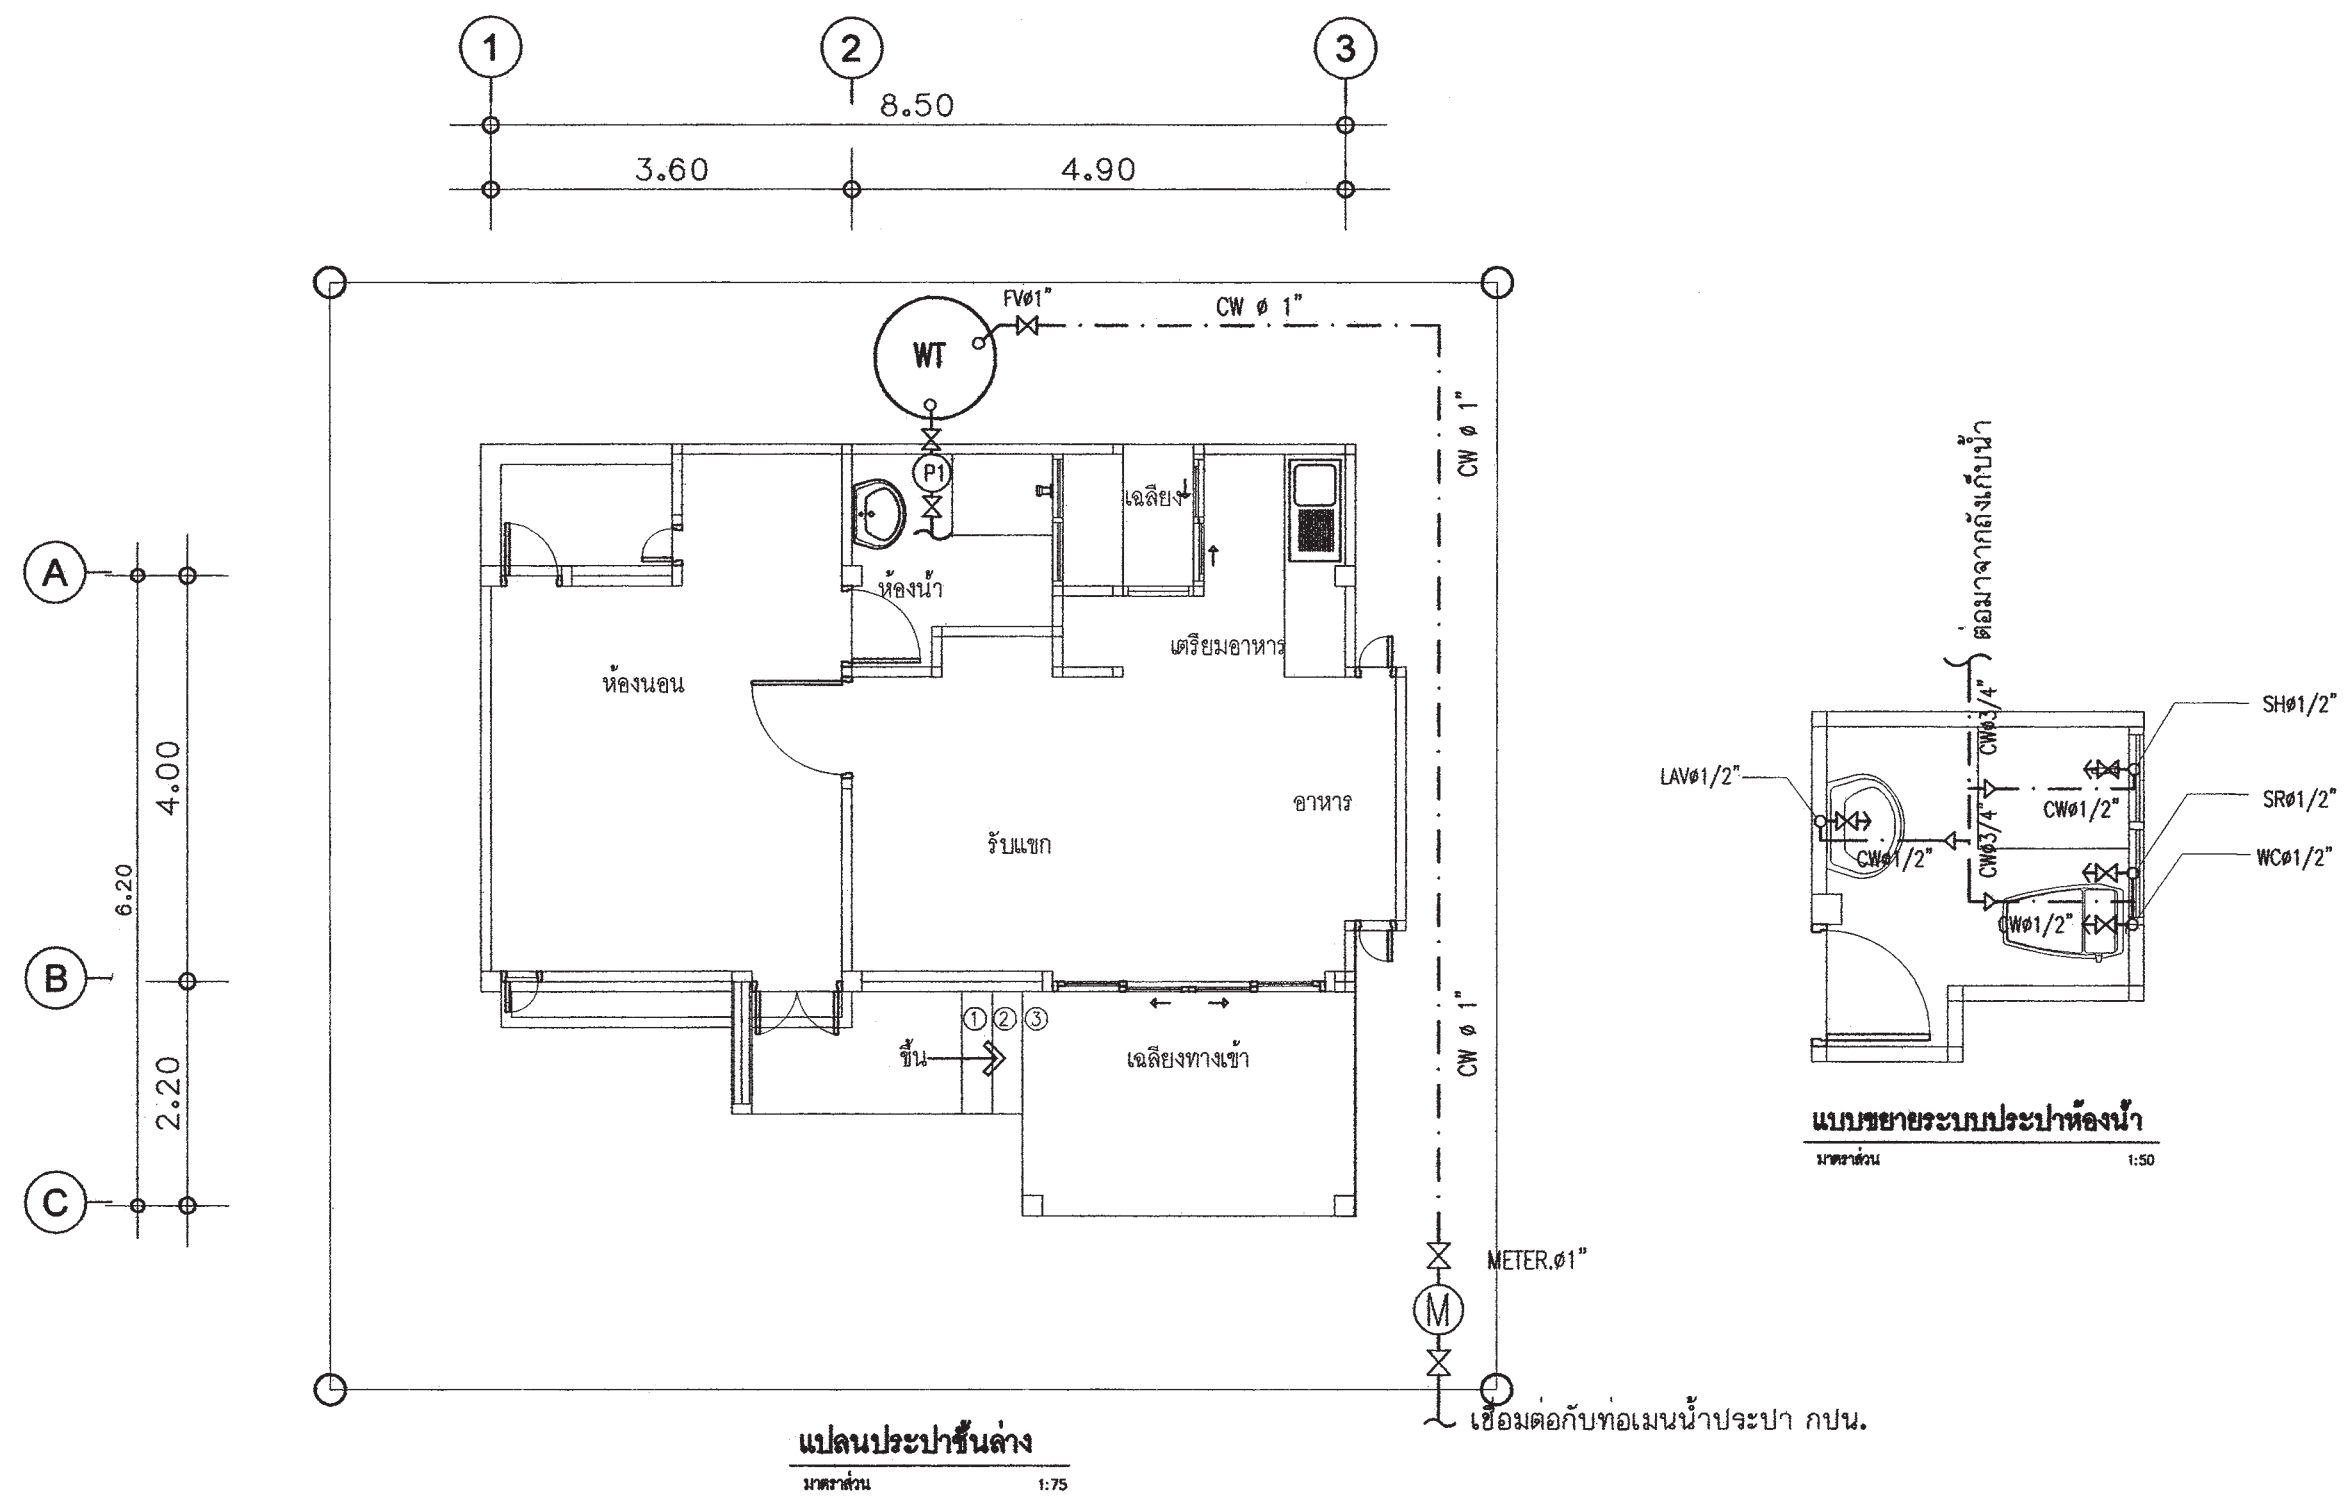 1
2
3
8.50
3.60
4.90
FVø1"
CW ø 1"
WT
CW ø 1"
P1
เฉลียง
ห้องน้ำ
เตรียมอาหาร
ห้องนอน
อาหาร
รับแขก
A
B
C
4.00
6.20
2.20
1
2
3
ขึ้น
เฉลียงทางเข้า
CW ø 1"
METER.ø1"
M
เชื่อมต่อกับท่อเมนน้ำประปา กปน.
แปลนประปาชั้นล่าง
มาตราส่วน 1:75
ต่อมาจากถังเก็บน้ำ
CWø3/4"
SHø1/2"
LAVø1/2"
CWø1/2"
SRø1/2"
CWø3/4"
CWø1/2"
WCø1/2"
CWø1/2"
แบบขยายระบบประปาห้องน้ำ
มาตราส่วน 1:50